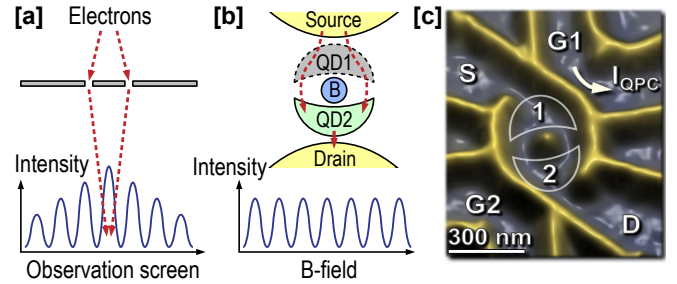 [a]
Electrons
Intensity
Observation screen
[b]
Source
QD1
B
QD2
Drain
Intensity
B-field
[c]
G1
S
I_QPC
1
2
G2
D
300 nm